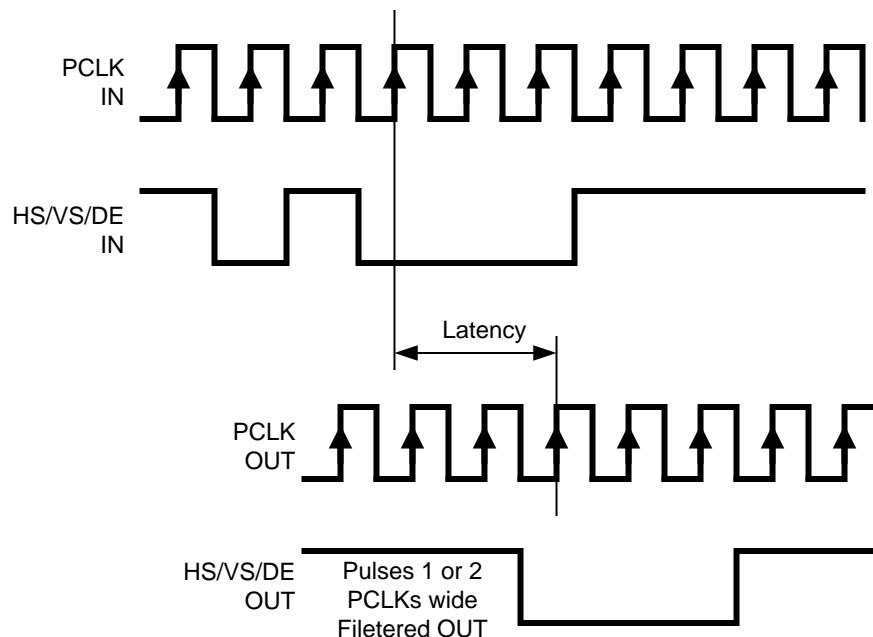 PCLK
IN
HS/VS/DE
IN
Latency
PCLK
OUT
HS/VS/DE
OUT
Pulses 1 or 2
PCLKs wide
Filetered OUT